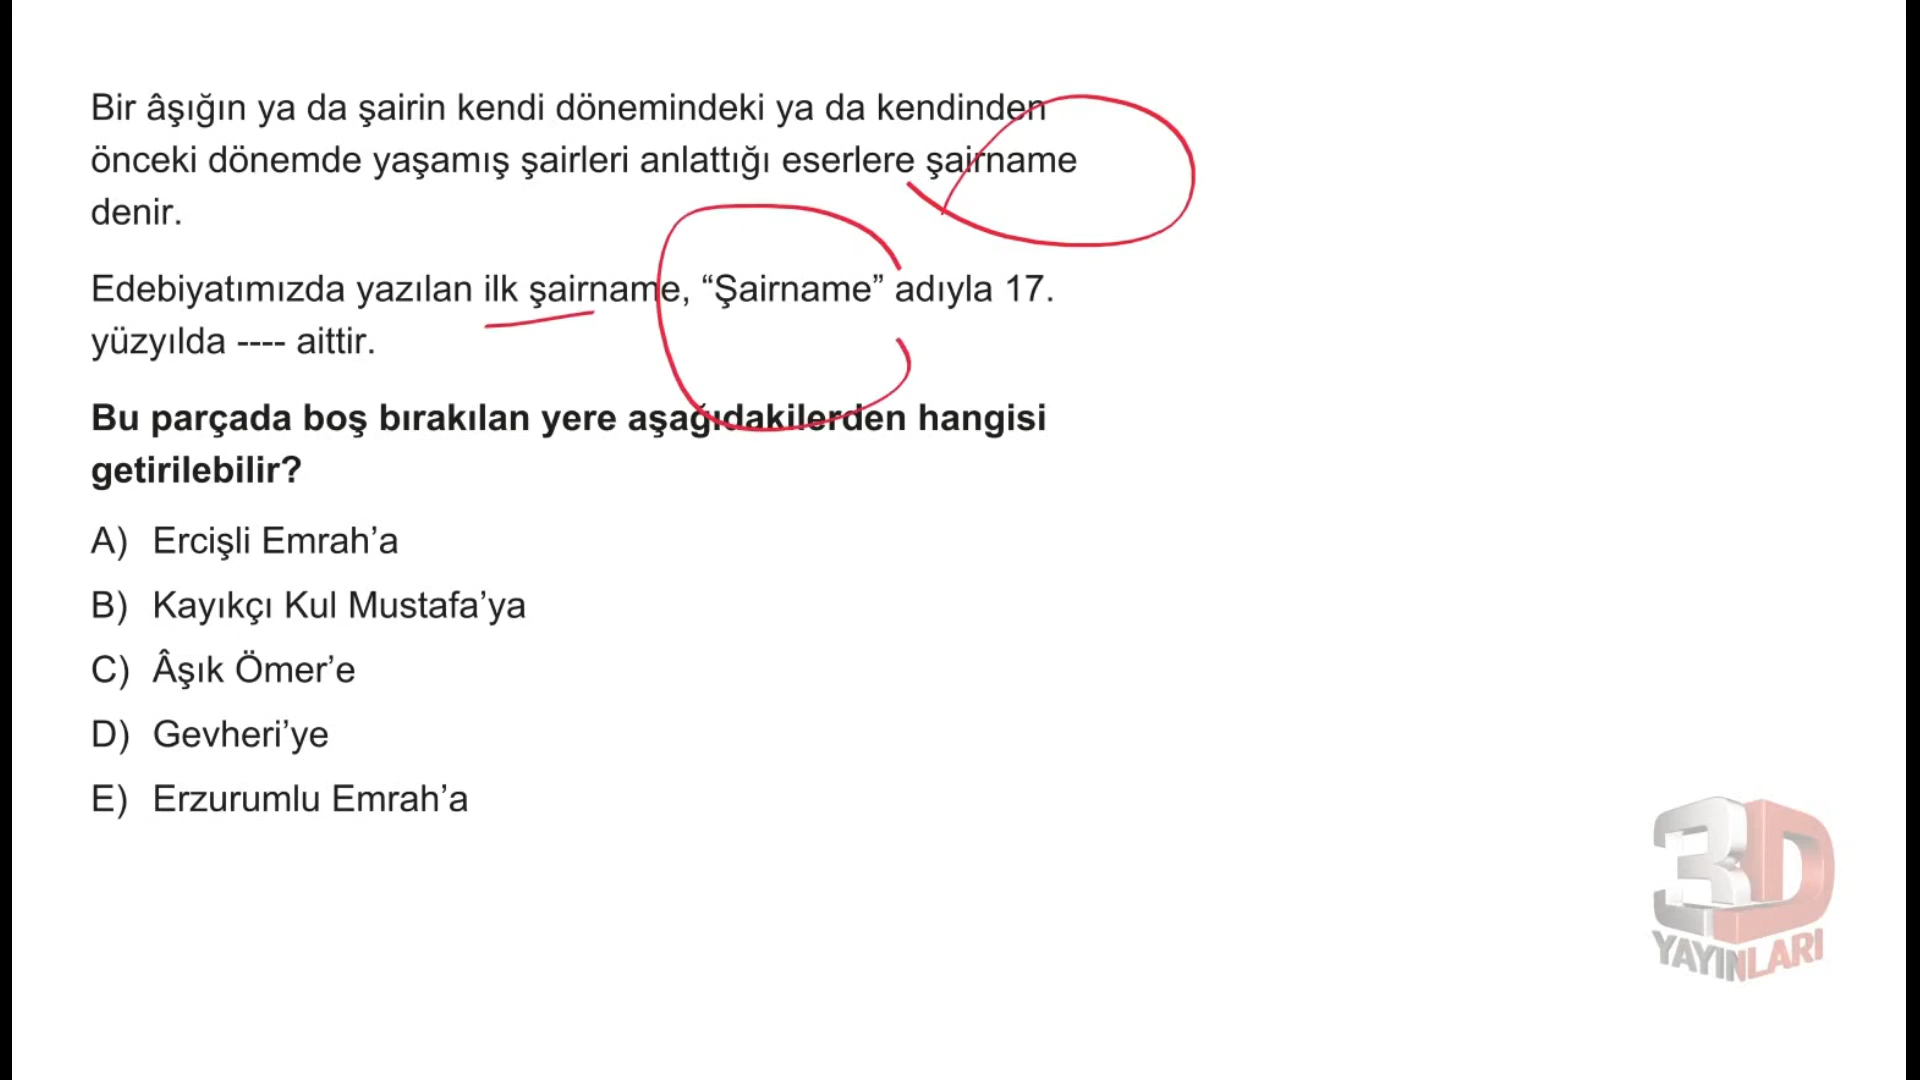 Bir âşığın ya da şairin kendi dönemindeki ya da kendinden
önceki dönemde yaşamış şairleri anlattığı eserlere şairname
denir.
Edebiyatımızda yazılan ilk şairname, “Şairname” adıyla 17.
yüzyılda ---- aittir.
Bu parçada boş bırakılan yere aşağıdakilerden hangisi
getirilebilir?
A) Ercişli Emrah’a
B) Kayıkçı Kul Mustafa’ya
C) Âşık Ömer’e
D) Gevheri’ye
E) Erzurumlu Emrah’a
3D
YAYINLARI